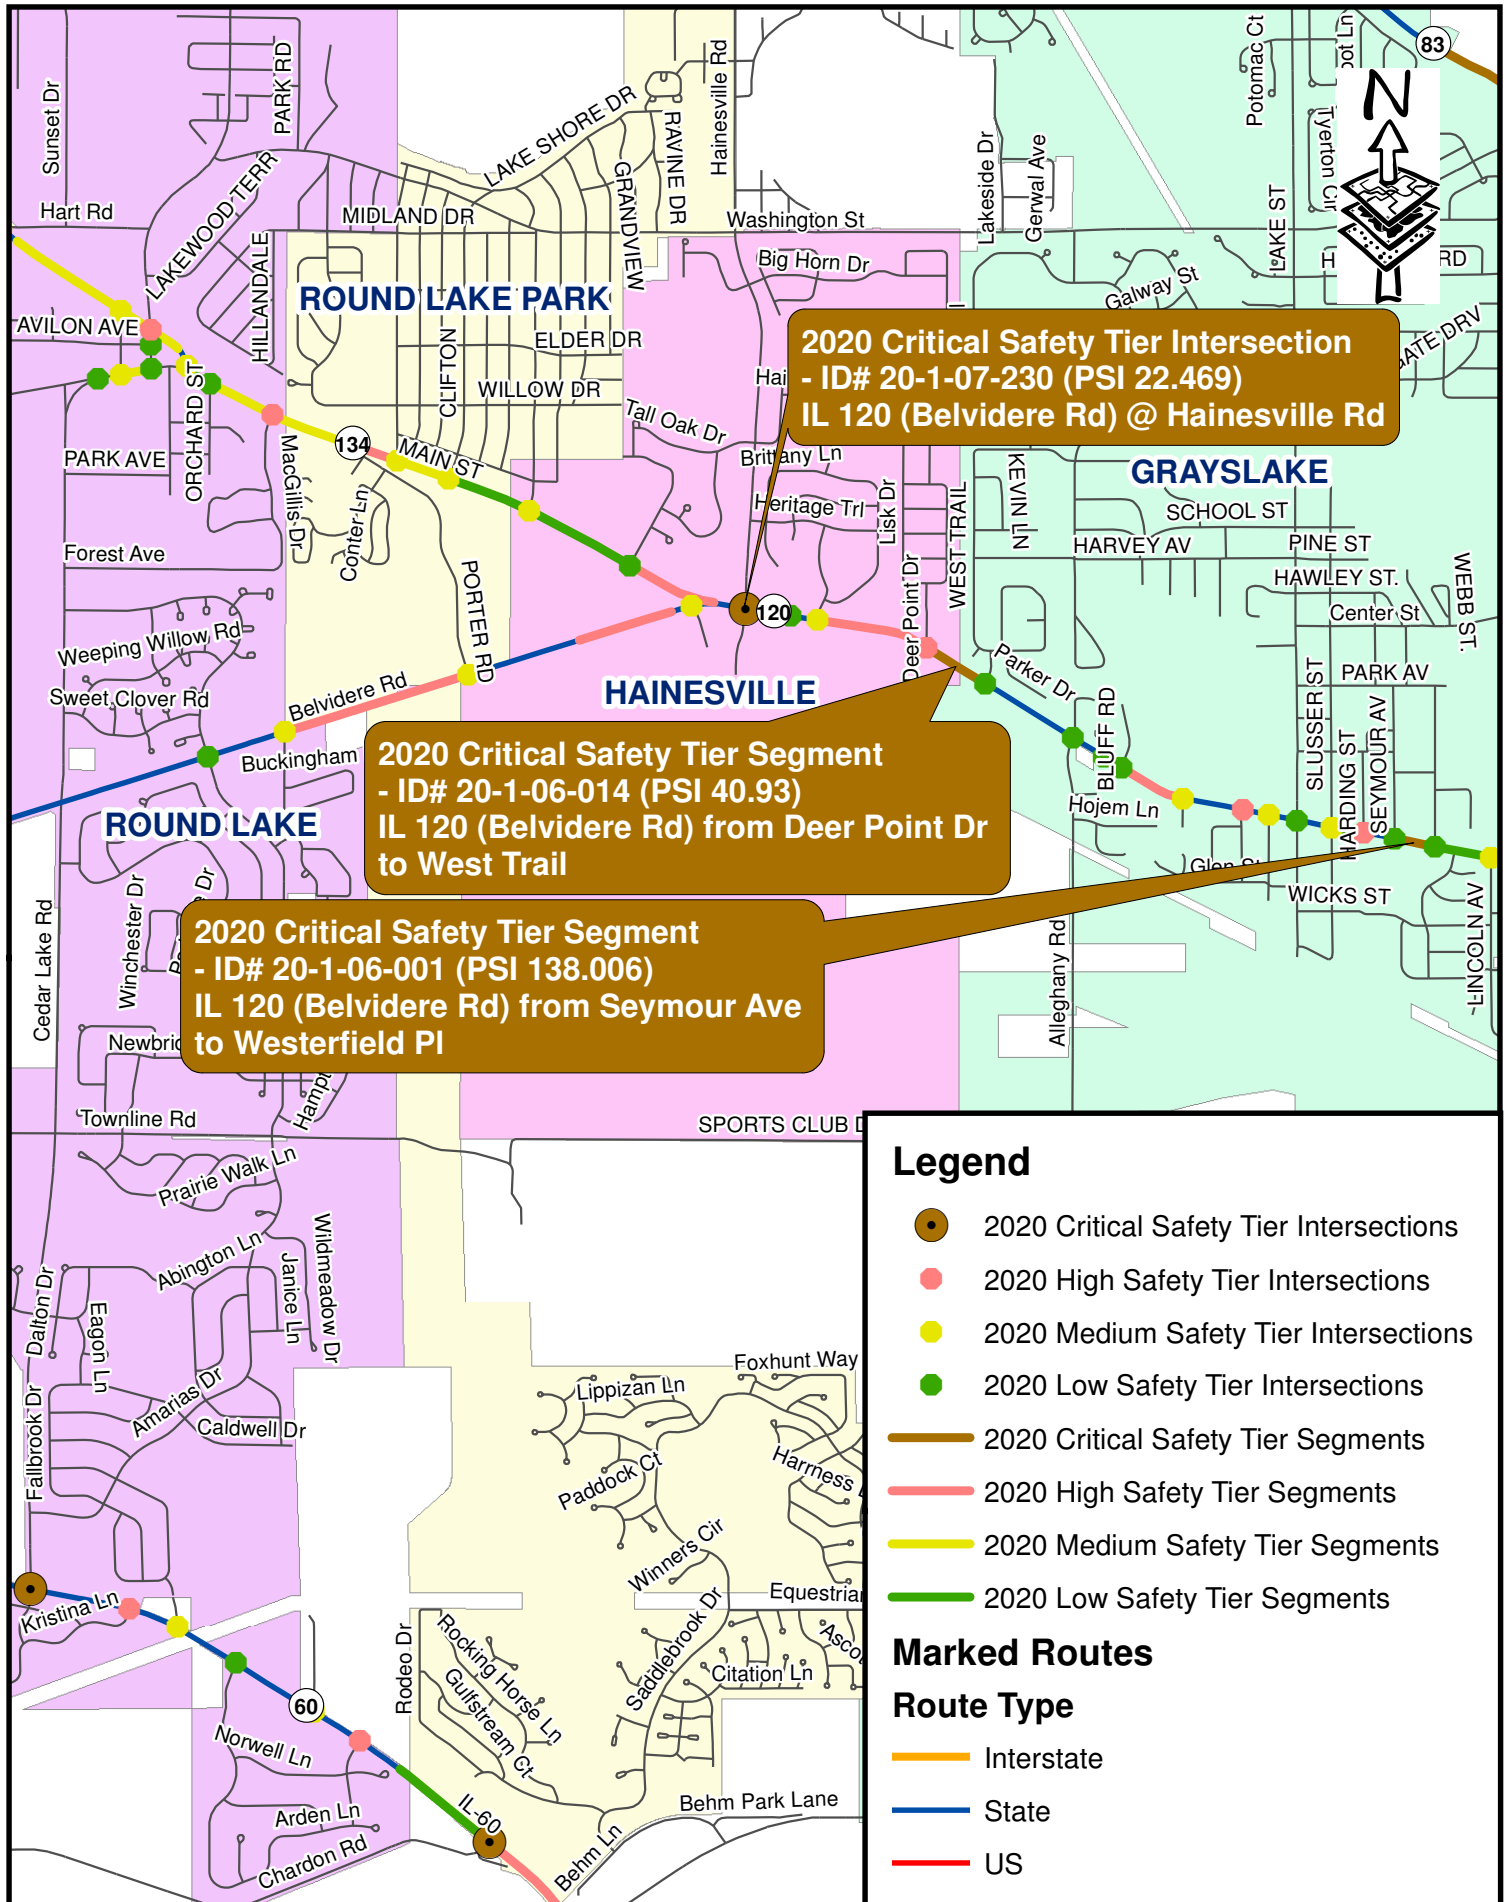 83
N
Sunset Dr
PARK RD
LAKE SHORE DR
RAVINE DR
Hainesville Rd
Potomac Ct
Tyerton Cir
Lakeside Dr
Gerwal Ave
Hart Rd
LAKEWOOD TERR
MIDLAND DR
GRANDVIEW
Washington St
LAKE ST
RD
HILLANDALE
Big Horn Dr
Galway St
ROUND LAKE PARK
AVILON AVE
ELDER DR
CLIFTON
WILLOW DR
GATE DRV
2020 Critical Safety Tier Intersection
- ID# 20-1-07-230 (PSI 22.469)
IL 120 (Belvidere Rd) @ Hainesville Rd
ORCHARD ST
Tall Oak Dr
134
MAIN ST
PARK AVE
Brittany Ln
GRAYSLAKE
MacGillis Dr
Conter Ln
Heritage Trl
Lisk Dr
WEST TRAIL
KEVIN LN
SCHOOL ST
HARVEY AV
PINE ST
Forest Ave
PORTER RD
HAWLEY ST.
WEBB ST.
Center St
120
Deer Point Dr
Weeping Willow Rd
Parker Dr
SLUSSER ST
PARK AV
Sweet Clover Rd
Belvidere Rd
HAINESVILLE
BLUFF RD
HARDING ST
SEYMOUR AV
Buckingham
2020 Critical Safety Tier Segment
- ID# 20-1-06-014 (PSI 40.93)
IL 120 (Belvidere Rd) from Deer Point Dr
to West Trail
Hojem Ln
ROUND LAKE
Glen St
WICKS ST
LINCOLN AV
Winchester Dr
Cedar Lake Rd
2020 Critical Safety Tier Segment
- ID# 20-1-06-001 (PSI 138.006)
IL 120 (Belvidere Rd) from Seymour Ave
to Westerfield Pl
Alleghany Rd
Townline Rd
SPORTS CLUB
Prairie Walk Ln
Abington Ln
Janice Ln
Wildmeadow Dr
Dalton Dr
Eagon Ln
Amarias Dr
Caldwell Dr
Fallbrook Dr
Foxhunt Way
Lippizan Ln
Paddock Ct
Harrness
Winners Cir
Kristina Ln
Rodeo Dr
Rocking Horse Ln
Gulfstream Ct
Saddlebrook Dr
Citation Ln
60
Norwell Ln
Arden Ln
Chardon Rd
IL-60
Behm Ln
Behm Park Lane
Legend
2020 Critical Safety Tier Intersections
2020 High Safety Tier Intersections
2020 Medium Safety Tier Intersections
2020 Low Safety Tier Intersections
2020 Critical Safety Tier Segments
2020 High Safety Tier Segments
2020 Medium Safety Tier Segments
2020 Low Safety Tier Segments
Marked Routes
Route Type
Interstate
State
US